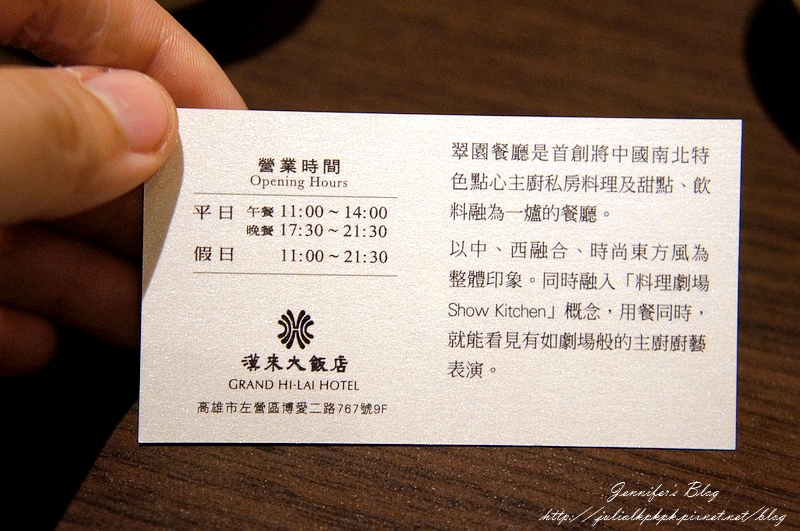 營業時間
Opening Hours
平日 午餐 11:00 ~ 14:00
晚餐 17:30 ~ 21:30
假日 11:00 ~ 21:30
漢來大飯店
GRAND HI-LAI HOTEL
高雄市左營區博愛二路767號9F
翠園餐廳是首創將中國南北特
色點心主廚私房料理及甜點、飲
料融為一爐的餐廳。
以中、西融合、時尚東方風為
整體印象。同時融入「料理劇場
Show Kitchen」概念，用餐同時，
就能看見有如劇場般的主廚廚藝
表演。
Jennifer's Blog
http://julialkpkpk.pixnet.net/blog